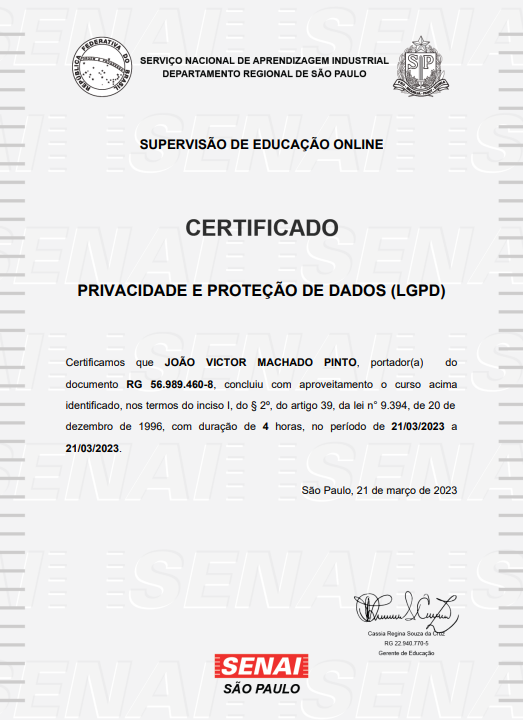 REPÚBLICA FEDERATIVA DO BRASIL
SERVIÇO NACIONAL DE APRENDIZAGEM INDUSTRIAL
DEPARTAMENTO REGIONAL DE SÃO PAULO
SP
SUPERVISÃO DE EDUCAÇÃO ONLINE
CERTIFICADO
PRIVACIDADE E PROTEÇÃO DE DADOS (LGPD)
Certificamos que JOÃO VICTOR MACHADO PINTO, portador(a) do
documento RG 56.989.460-8, concluiu com aproveitamento o curso acima
identificado, nos termos do inciso I, do § 2º, do artigo 39, da lei n° 9.394, de 20 de
dezembro de 1996, com duração de 4 horas, no período de 21/03/2023 a
21/03/2023.
São Paulo, 21 de março de 2023
Cassia Regina Souza da Cruz
RG 22.940.770-5
Gerente de Educação
SENAI
SÃO PAULO